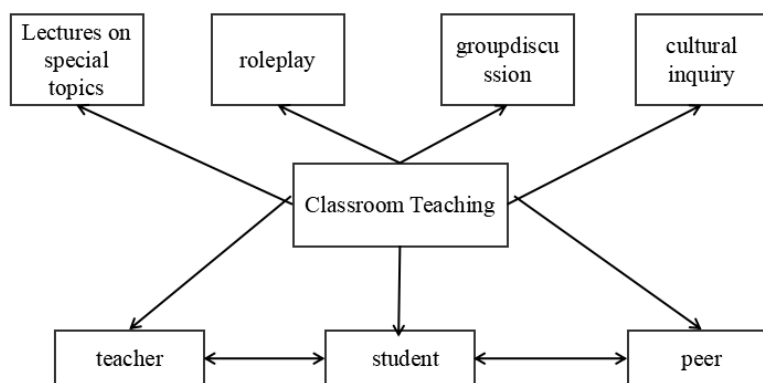 Lectures on
special
topics
roleplay
groupdiscu
ssion
cultural
inquiry
Classroom Teaching
teacher
student
peer